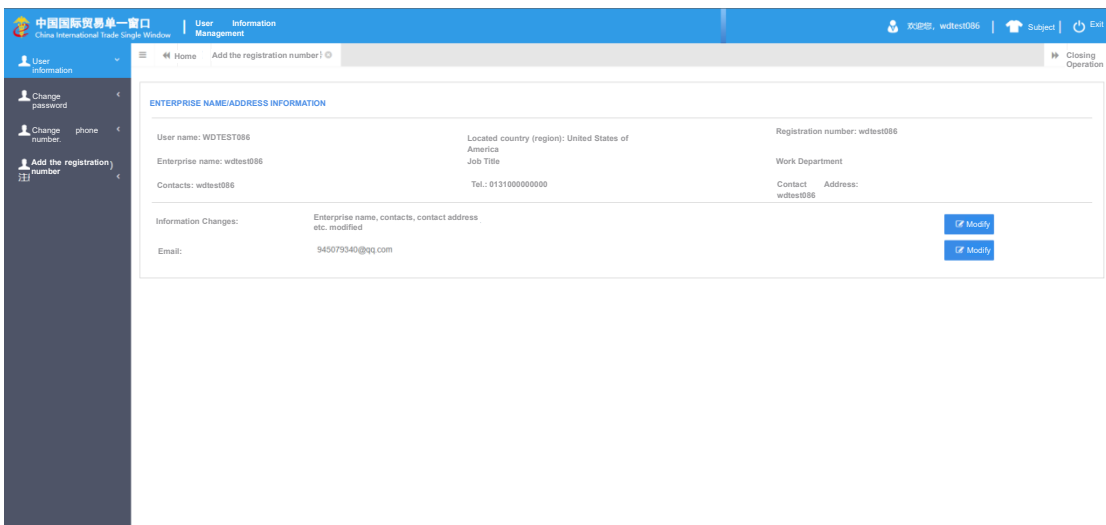 中国国际贸易单一窗口
China International Trade Single Window
User Information
Management
欢迎您，wdtest086
Subject
Exit
User
information
Home
Add the registration number
Closing
Operation
Change
password
Change phone
number.
Add the registration
number
注
ENTERPRISE NAME/ADDRESS INFORMATION
User name: WDTEST086
Located country (region): United States of
America
Registration number: wdtest086
Enterprise name: wdtest086
Job Title
Work Department
Contacts: wdtest086
Tel.: 0131000000000
Contact Address:
wdtest086
Information Changes:
Enterprise name, contacts, contact address
etc. modified
Modify
Email:
945079340@qq.com
Modify